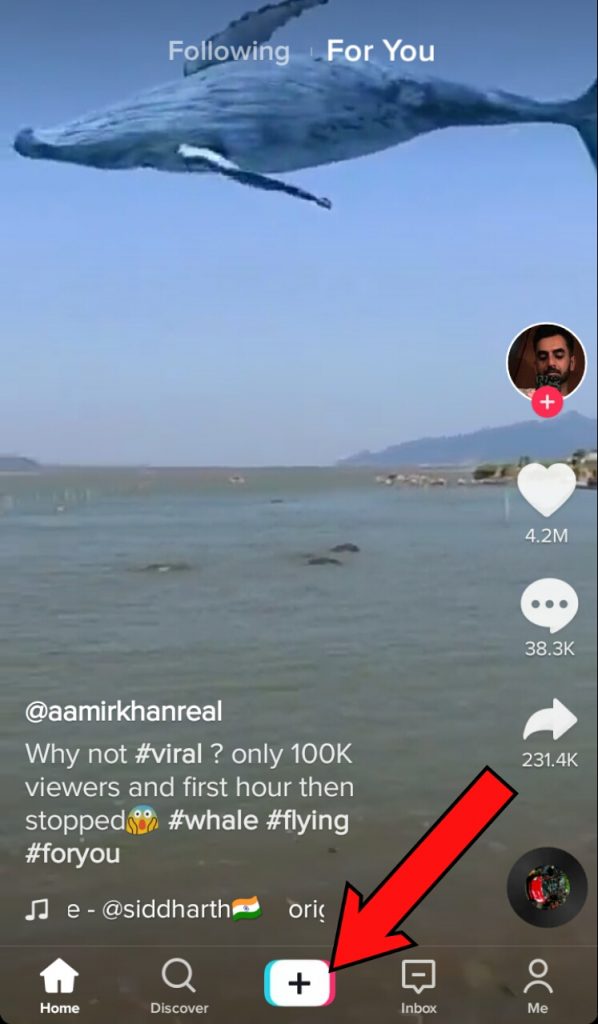 Following | For You
4.2M
38.3K
231.4K
@aamirkhanreal
Why not #viral ? only 100K
viewers and first hour then
stopped😱 #whale #flying
#foryou
e - @siddharth🇮🇳 orig
Home Discover Inbox Me